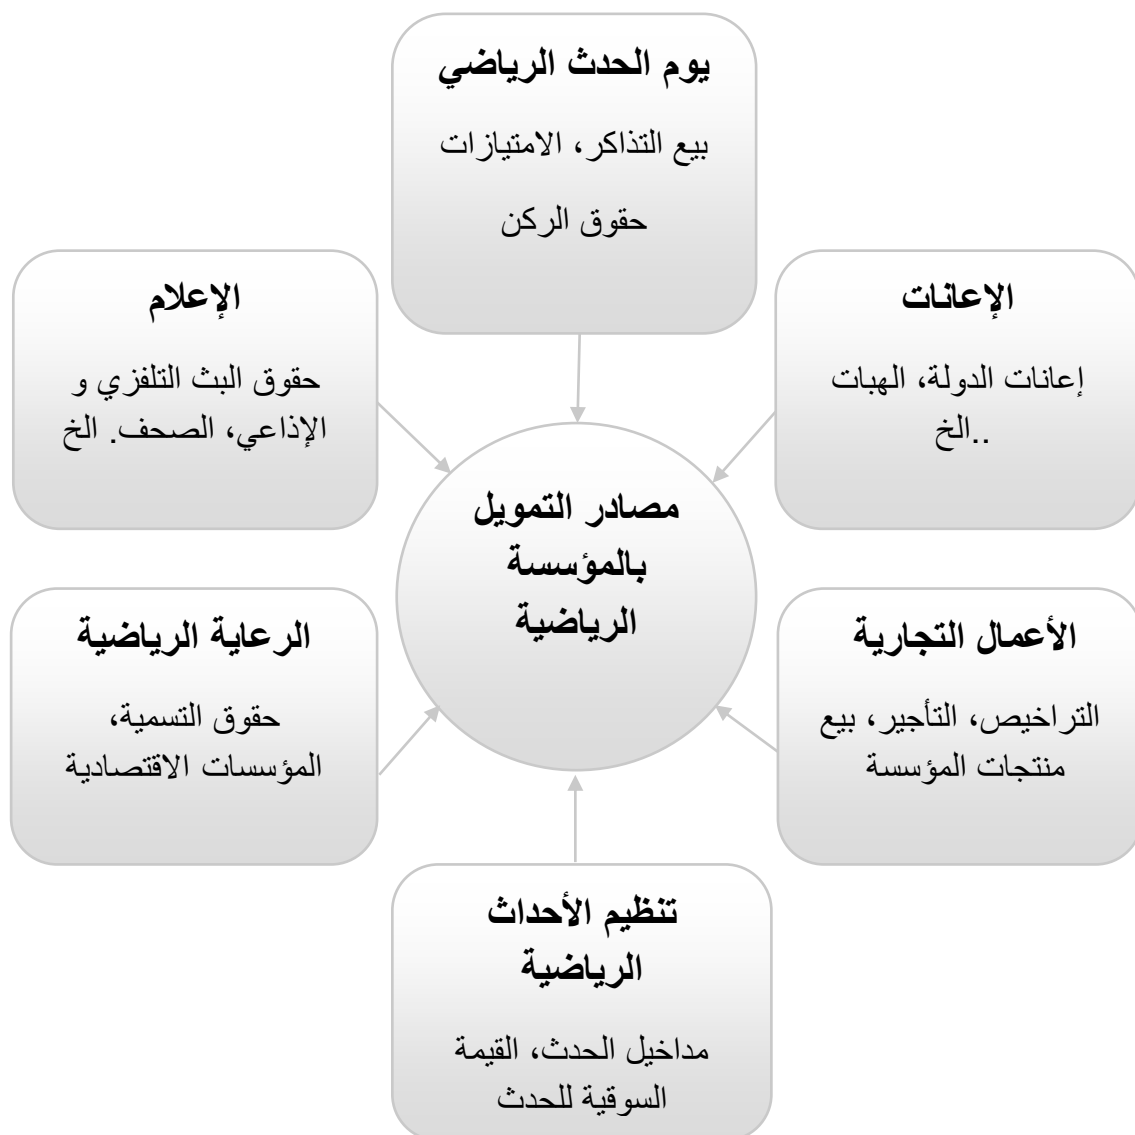 يوم الحدث الرياضي
بيع التذاكر، الامتيازات
حقوق الركن
الإعانات
إعانات الدولة، الهبات
..الخ
الإعلام
حقوق البث التلفزي و
الإذاعي، الصحف. الخ
مصادر التمويل
بالمؤسسة
الرياضية
الأعمال التجارية
التراخيص، التأجير، بيع
منتجات المؤسسة
الرعاية الرياضية
حقوق التسمية،
المؤسسات الاقتصادية
تنظيم الأحداث
الرياضية
مداخيل الحدث، القيمة
السوقية للحدث